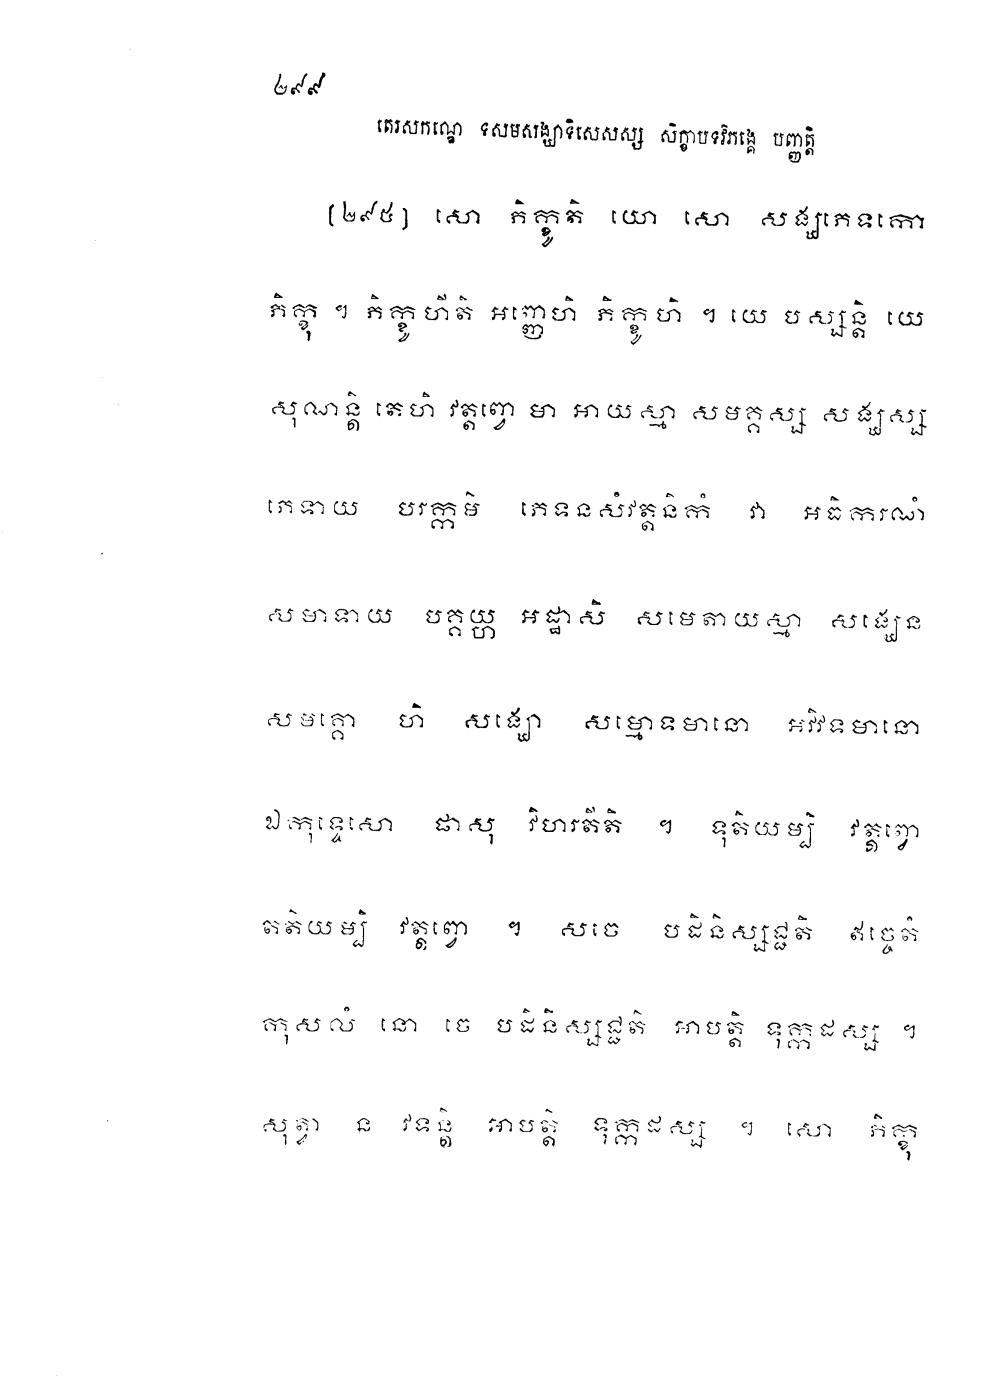 ២៩៩
តេរសកណ្ឌេ ទសមសង្ឃាទិសេសស្ស សិក្ខាបទវិភង្គេ បញ្ញត្តិ
[២៩៥] សោ ភិក្ខូតិ យោ សោ សង្ឃភេទកោ
ភិក្ខុ ។ ភិក្ខូហីតិ អញ្ញេហិ ភិក្ខូហិ ។ យេ បស្សន្តិ យេ
សុណន្តិ តេហិ វត្តព្វោ មា អាយស្មា សមគ្គស្ស សង្ឃស្ស
ភេទាយ បរក្កមិ ភេទនសំវត្តនិកំ វា អធិករណំ
សមាទាយ បគ្គយ្ហ អដ្ឋាសិ សមេតាយស្មា សង្ឃេន
សមគ្គោ ហិ សង្ឃោ សម្មោទមានោ អវិវទមានោ
ឯកុទ្ទេសោ ផាសុ វិហរតីតិ ។ ទុតិយម្បិ វត្តព្វោ
តតិយម្បិ វត្តព្វោ ។ សចេ បដិនិស្សជ្ជតិ ឥច្ចេតំ
កុសលំ នោ ចេ បដិនិស្សជ្ជតិ អាបត្តិ ទុក្កដស្ស ។
សុត្វា ន វទន្តិ អាបត្តិ ទុក្កដស្ស ។ សោ ភិក្ខុ